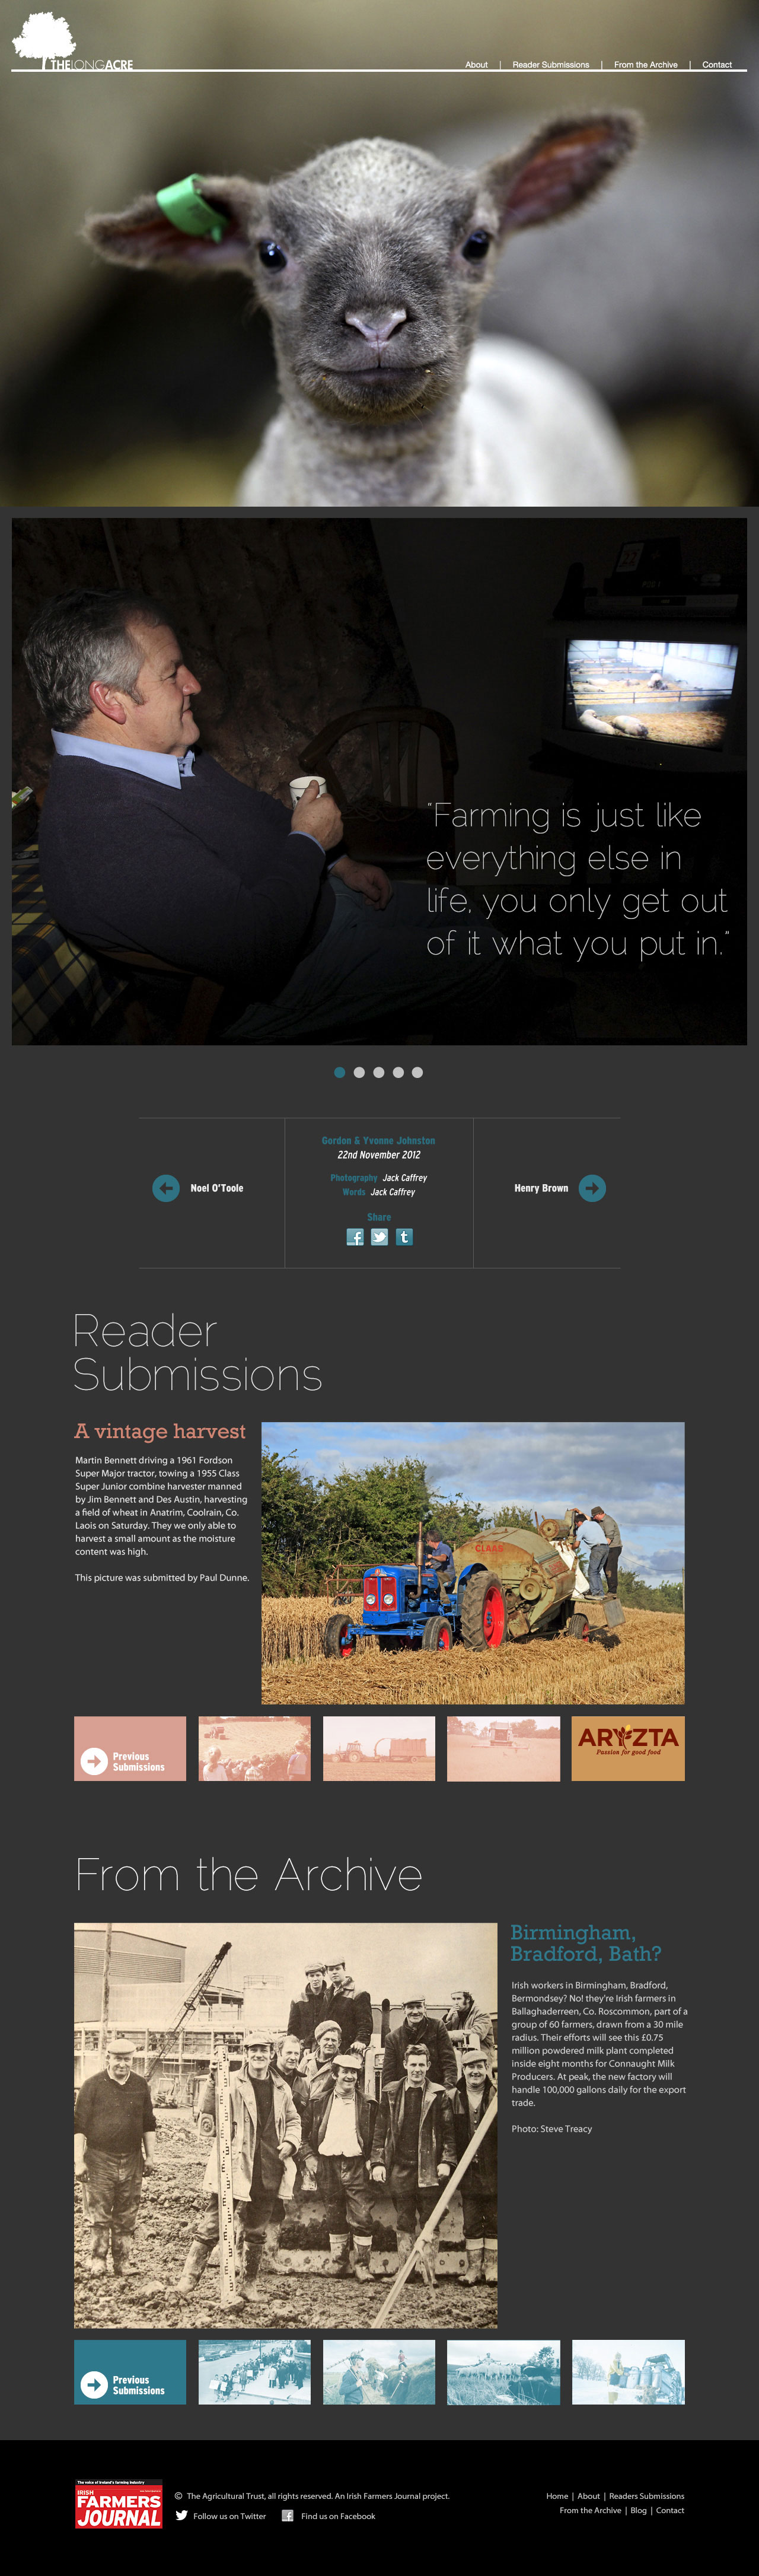 THELONGACRE
About | Reader Submissions | From the Archive | Contact
"Farming is just like
everything else in
life, you only get out
of it what you put in."
Gordon & Yvonne Johnston
22nd November 2012
Noel O'Toole
Photography Jack Caffrey
Words Jack Caffrey
Henry Brown
Share
Reader
Submissions
A vintage harvest
Martin Bennett driving a 1961 Fordson
Super Major tractor, towing a 1955 Class
Super Junior combine harvester manned
by Jim Bennett and Des Austin, harvesting
a field of wheat in Anatrim, Coolrain, Co.
Laois on Saturday. They we only able to
harvest a small amount as the moisture
content was high.
This picture was submitted by Paul Dunne.
CLAAS
Previous
Submissions
ARYZTA
Passion for good food
From the Archive
Birmingham,
Bradford, Bath?
Irish workers in Birmingham, Bradford,
Bermondsey? No! they're Irish farmers in
Ballaghaderreen, Co. Roscommon, part of a
group of 60 farmers, drawn from a 30 mile
radius. Their efforts will see this £0.75
million powdered milk plant completed
inside eight months for Connaught Milk
Producers. At peak, the new factory will
handle 100,000 gallons daily for the export
trade.
Photo: Steve Treacy
Previous
Submissions
The voice of Ireland's farming industry
IRISH
FARMERS
JOURNAL
© The Agricultural Trust, all rights reserved. An Irish Farmers Journal project.
Follow us on Twitter
Find us on Facebook
Home | About | Readers Submissions
From the Archive | Blog | Contact